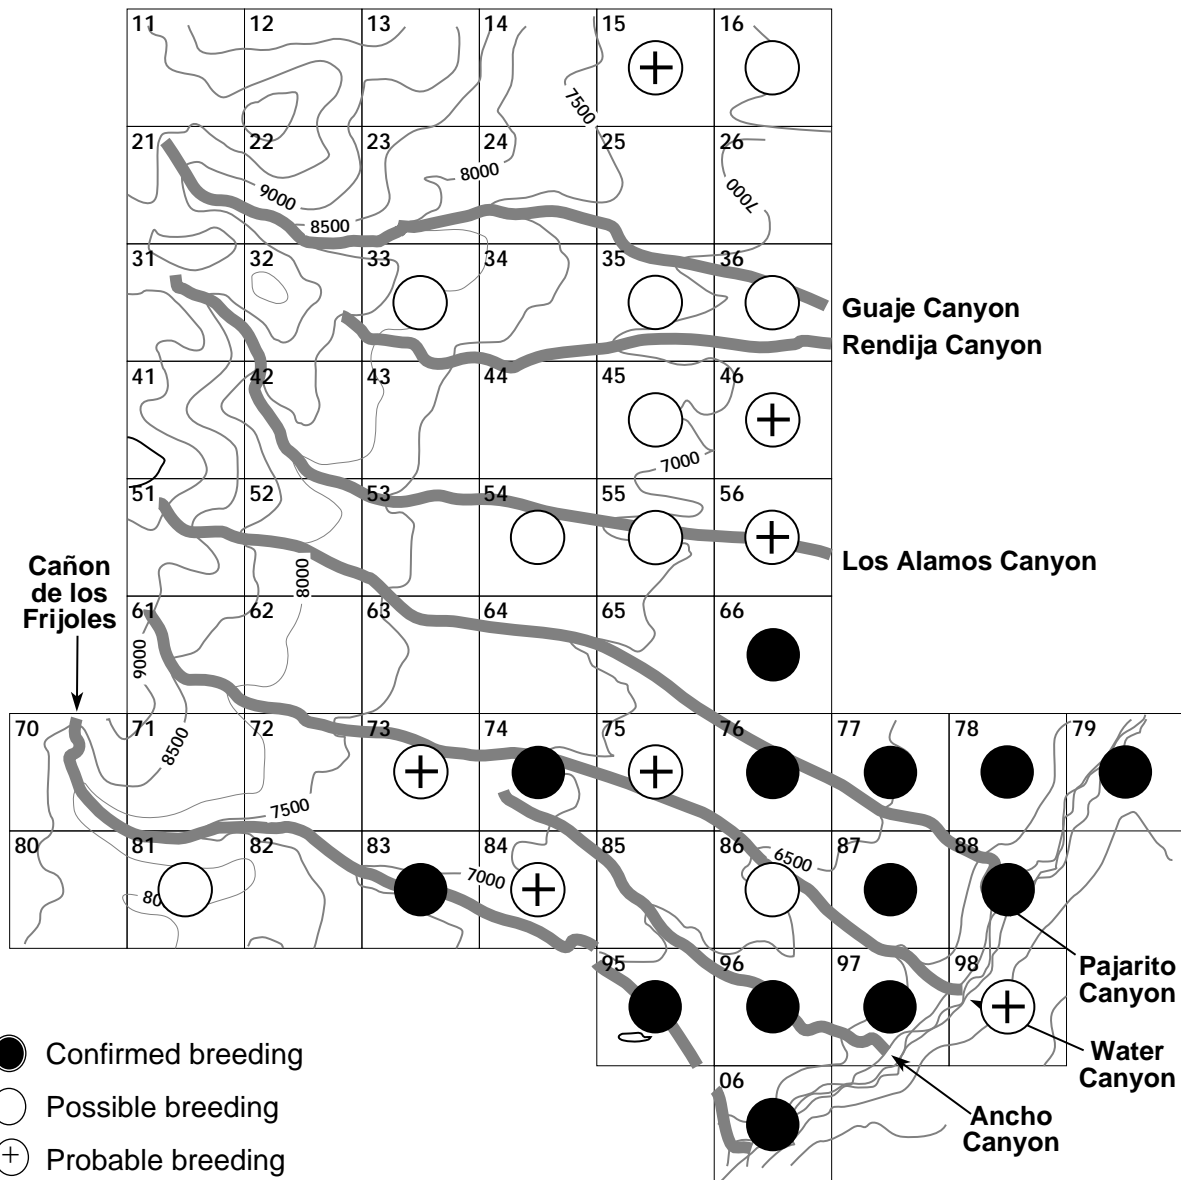 11 12 13 14 15 16
7500
21 22 23 24 25 26
8000
9000
7000
8500
31 32 33 34 35 36
Guaje Canyon
Rendija Canyon
41 42 43 44 45 46
7000
51 52 53 54 55 56
Los Alamos Canyon
Cañon
de los
Frijoles
8000
61 62 63 64 65 66
9000
70 71 72 73 74 75 76 77 78 79
8500
7500
80 81 82 83 84 85 86 87 88
6500
7000
80
95 96 97 98
Pajarito
Canyon
Water
Canyon
06
Ancho
Canyon
Confirmed breeding
Possible breeding
Probable breeding